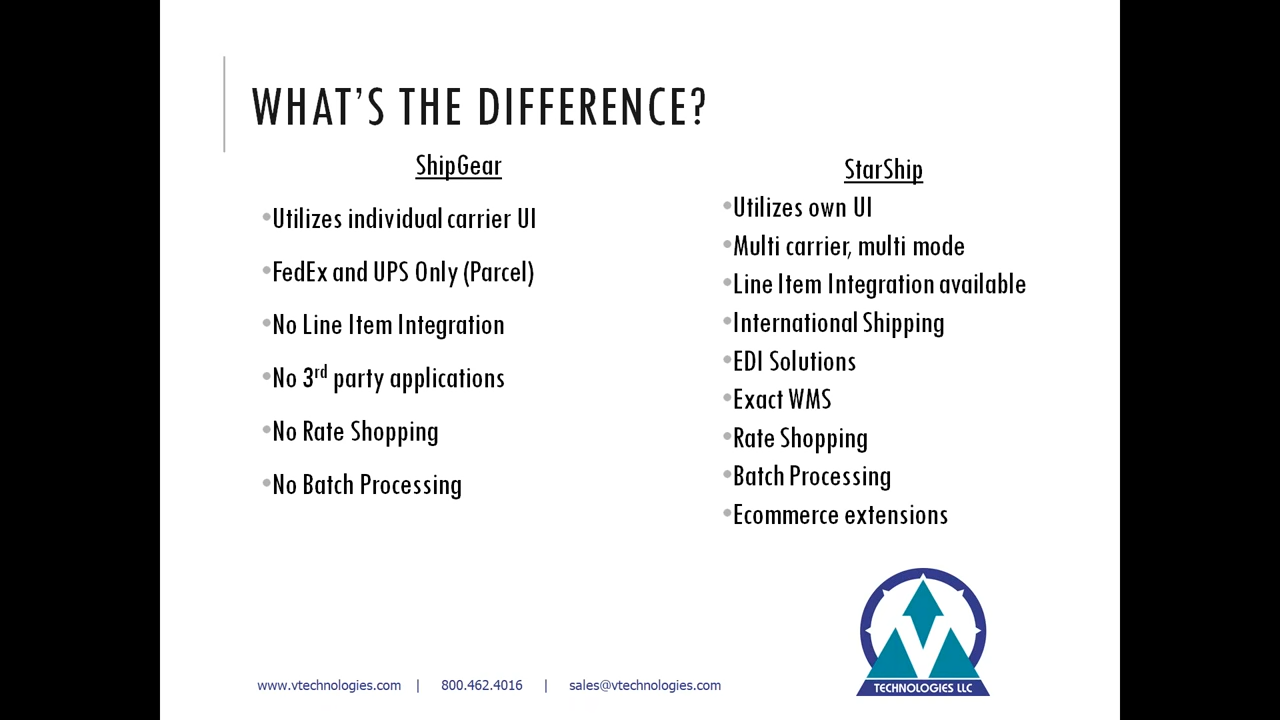 WHAT'S THE DIFFERENCE?
ShipGear
•Utilizes individual carrier UI
•FedEx and UPS Only (Parcel)
•No Line Item Integration
•No 3rd party applications
•No Rate Shopping
•No Batch Processing
StarShip
•Utilizes own UI
•Multi carrier, multi mode
•Line Item Integration available
•International Shipping
•EDI Solutions
•Exact WMS
•Rate Shopping
•Batch Processing
•Ecommerce extensions
www.vtechnologies.com | 800.462.4016 | sales@vtechnologies.com
V
TECHNOLOGIES LLC